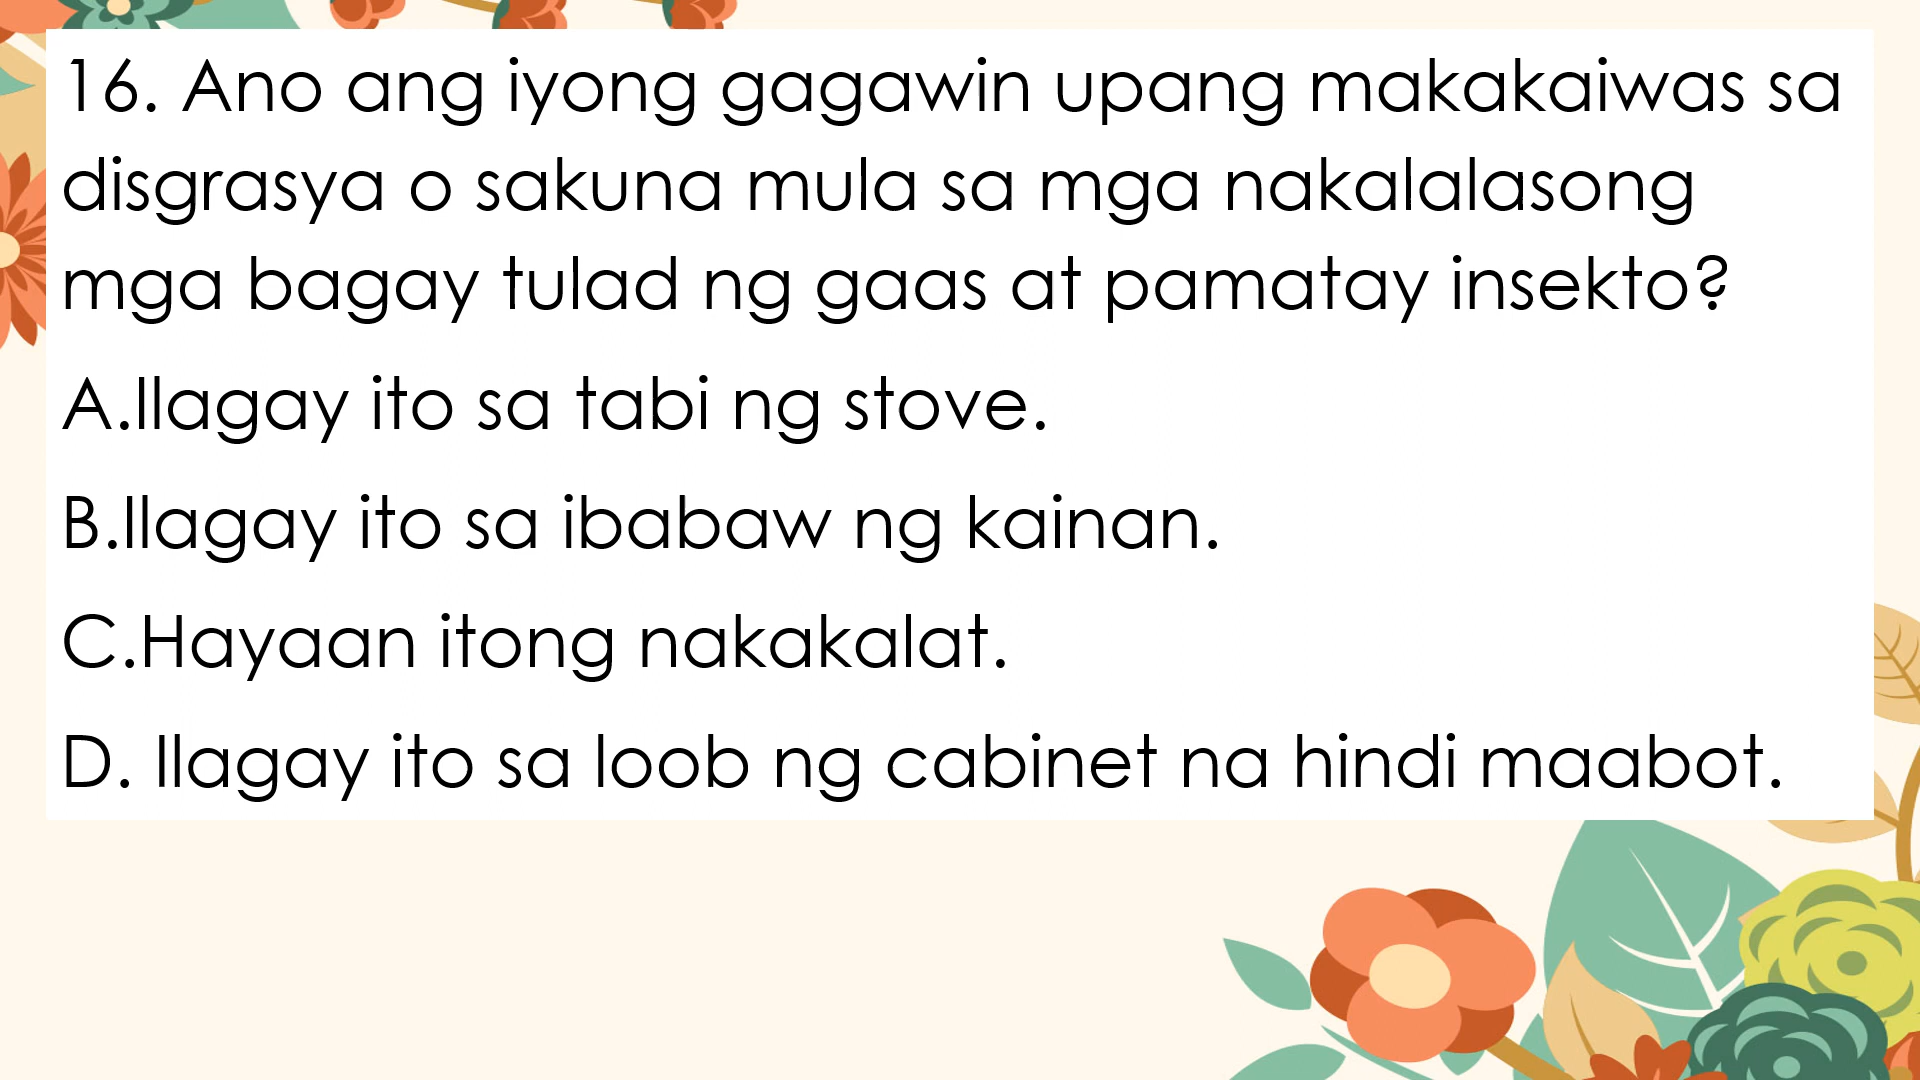 16. Ano ang iyong gagawin upang makakaiwas sa
disgrasya o sakuna mula sa mga nakalalasong
mga bagay tulad ng gaas at pamatay insekto?
A.Ilagay ito sa tabi ng stove.
B.Ilagay ito sa ibabaw ng kainan.
C.Hayaan itong nakakalat.
D. Ilagay ito sa loob ng cabinet na hindi maabot.